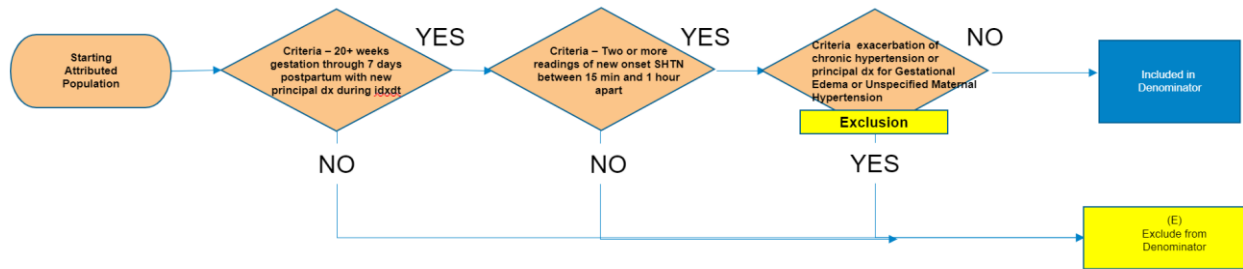 Starting
Attributed
Population
Criteria – 20+ weeks
gestation through 7 days
postpartum with new
principal dx during idxdt
YES
Criteria – Two or more
readings of new onset SHTN
between 15 min and 1 hour
apart
YES
Criteria exacerbation of
chronic hypertension or
principal dx for Gestational
Edema or Unspecified Maternal
Hypertension
Exclusion
NO
Included in
Denominator
NO
NO
YES
(E)
Exclude from
Denominator